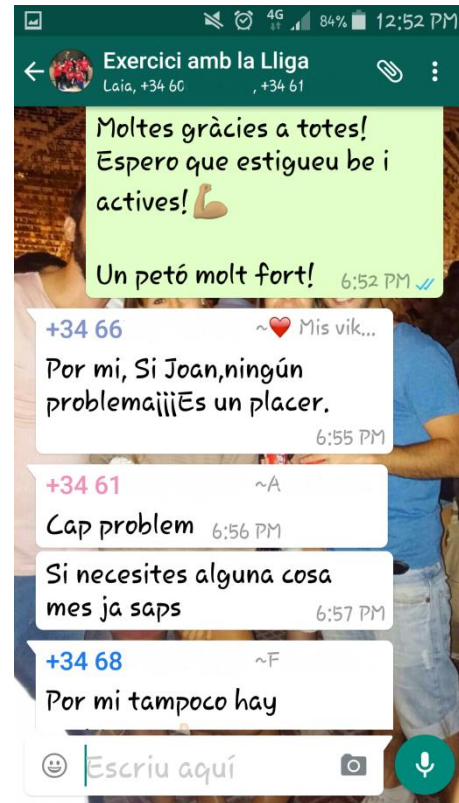 4G 84% 12:52 PM
Exercici amb la Lliga
Laia, +34 60 , +34 61
Moltes gràcies a totes!
Espero que estigueu be i
actives!💪🏽
Un petó molt fort! 6:52 PM
+34 66 ~❤️ Mis vik...
Por mi, Si Joan,ningún
problema¡¡¡Es un placer.
6:55 PM
+34 61 ~A
Cap problem 6:56 PM
Si necesites alguna cosa
mes ja saps 6:57 PM
+34 68 ~F
Por mi tampoco hay
Escriu aquí